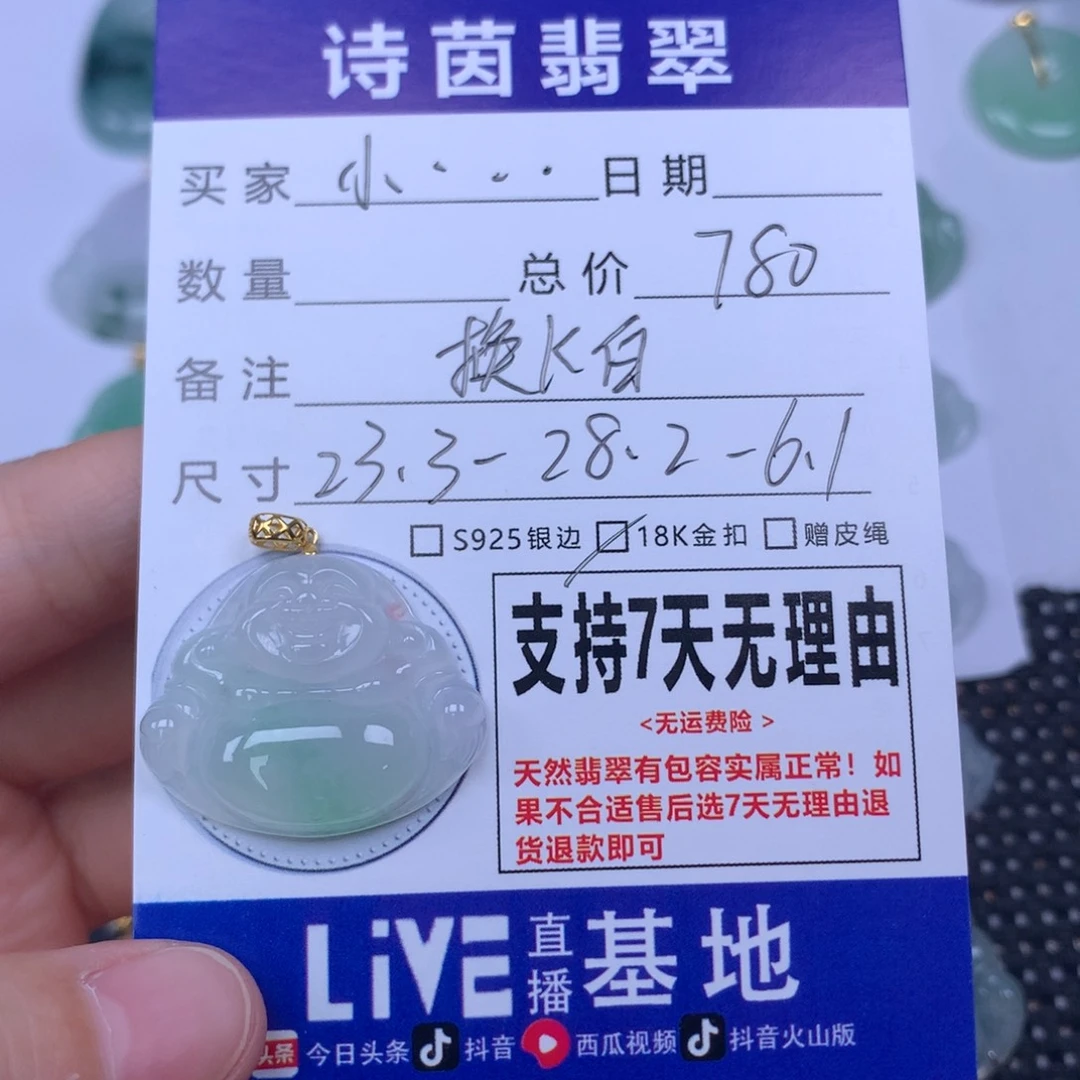 诗茵翡翠
买家 小 日期
数量 总价 780
备注 换K白
尺寸 23.3-28.2-6.1
S925银边 18K金扣 赠皮绳
支持7天无理由
<无运费险 >
天然翡翠有包容实属正常！如
果不合适售后选7天无理由退
货退款即可
LiVE 直播 基地
头条 今日头条 抖音 西瓜视频 抖音火山版